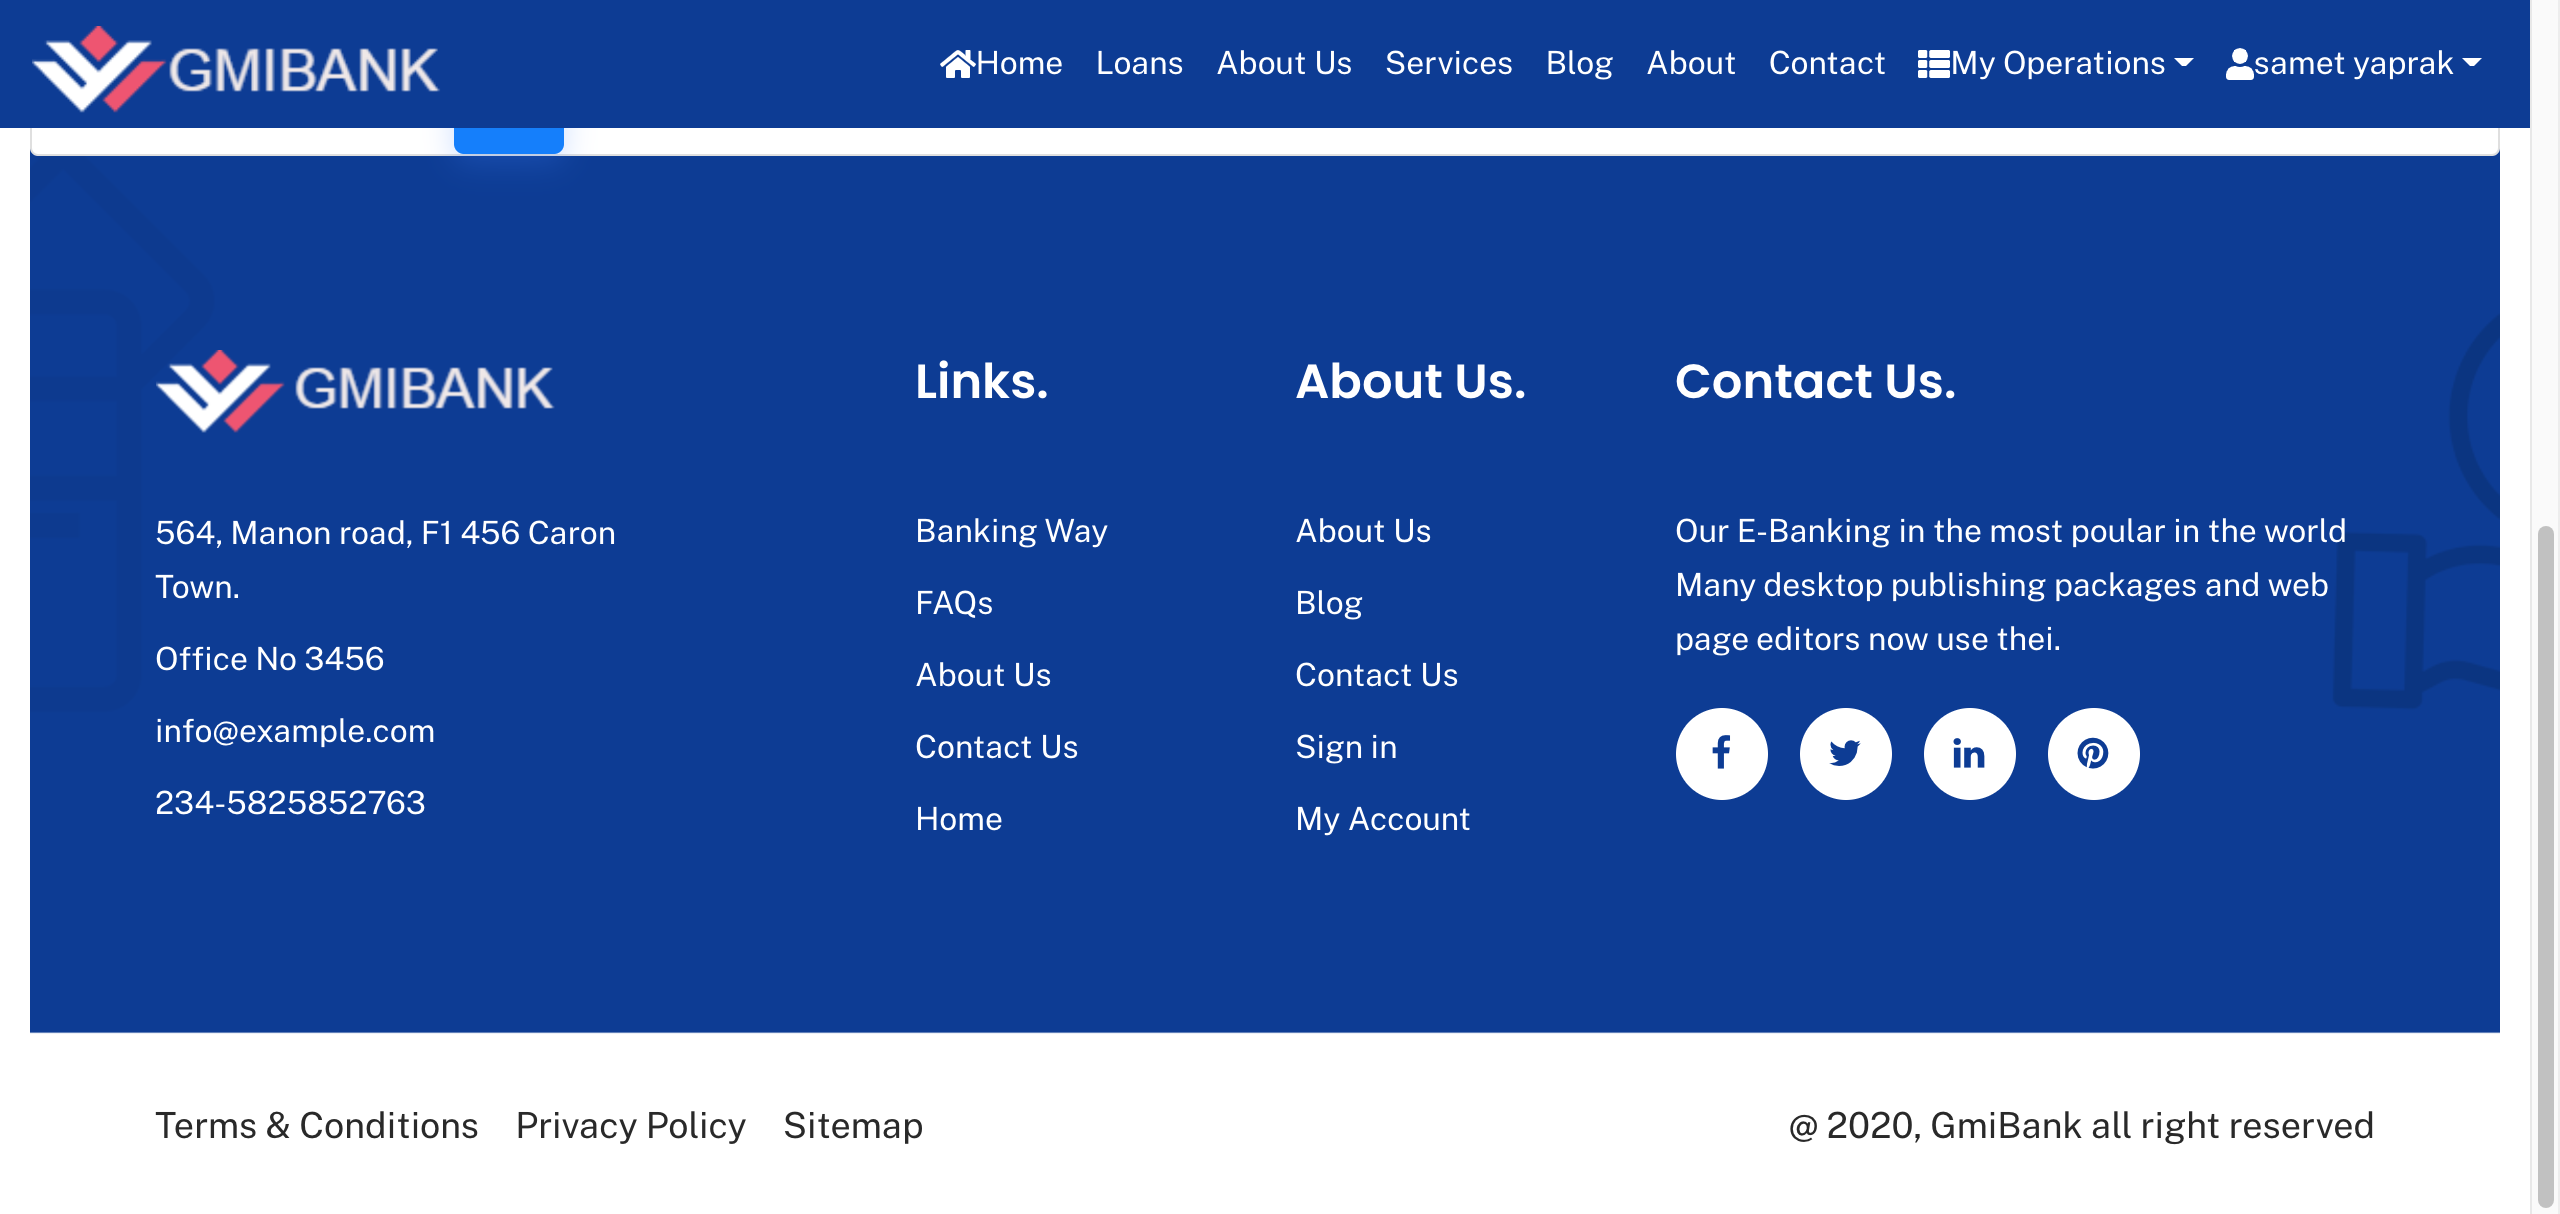 GMIBANK
Home Loans About Us Services Blog About Contact My Operations samet yaprak
GMIBANK
564, Manon road, F1 456 Caron
Town.
Office No 3456
info@example.com
234-5825852763
Links.
Banking Way
FAQs
About Us
Contact Us
Home
About Us.
About Us
Blog
Contact Us
Sign in
My Account
Contact Us.
Our E-Banking in the most poular in the world
Many desktop publishing packages and web
page editors now use thei.
Terms & Conditions Privacy Policy Sitemap
@ 2020, GmiBank all right reserved